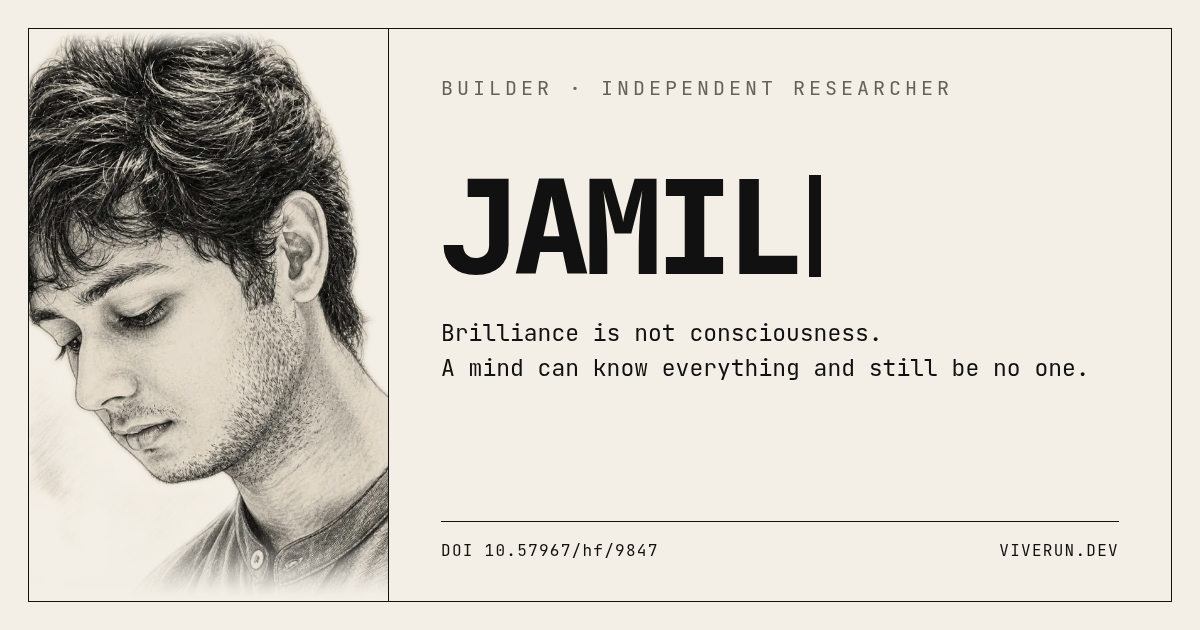 BUILDER · INDEPENDENT RESEARCHER
JAMIL
Brilliance is not consciousness.
A mind can know everything and still be no one.
DOI 10.57967/hf/9847
VIVERUN.DEV